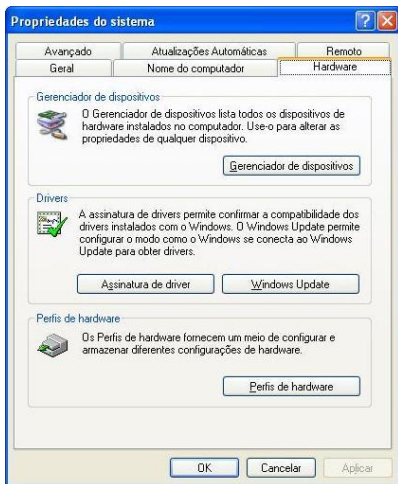 Propriedades do sistema
Avançado Atualizações Automáticas Remoto
Geral Nome do computador Hardware
Gerenciador de dispositivos
O Gerenciador de dispositivos lista todos os dispositivos de
hardware instalados no computador. Use-o para alterar as
propriedades de qualquer dispositivo.
Gerenciador de dispositivos
Drivers
A assinatura de drivers permite confirmar a compatibilidade dos
drivers instalados com o Windows. O Windows Update permite
configurar o modo como o Windows se conecta ao Windows
Update para obter drivers.
Assinatura de driver Windows Update
Perfis de hardware
Os Perfis de hardware fornecem um meio de configurar e
armazenar diferentes configurações de hardware.
Perfis de hardware
OK Cancelar Aplicar